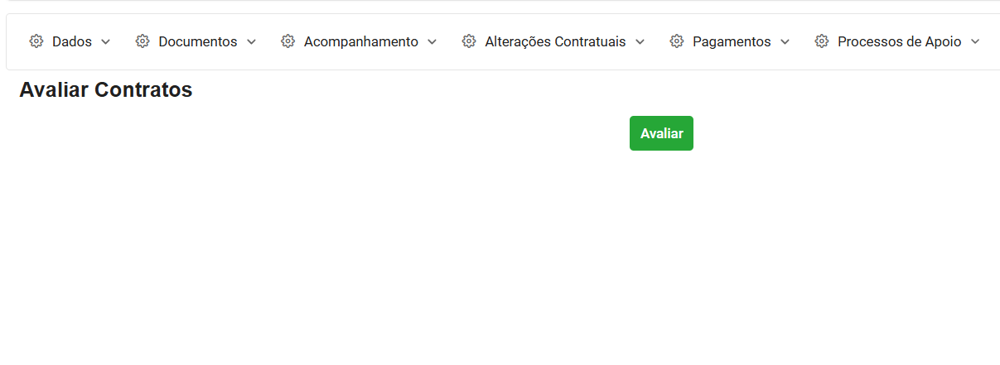 Dados Documentos Acompanhamento Alterações Contratuais Pagamentos Processos de Apoio
Avaliar Contratos
Avaliar